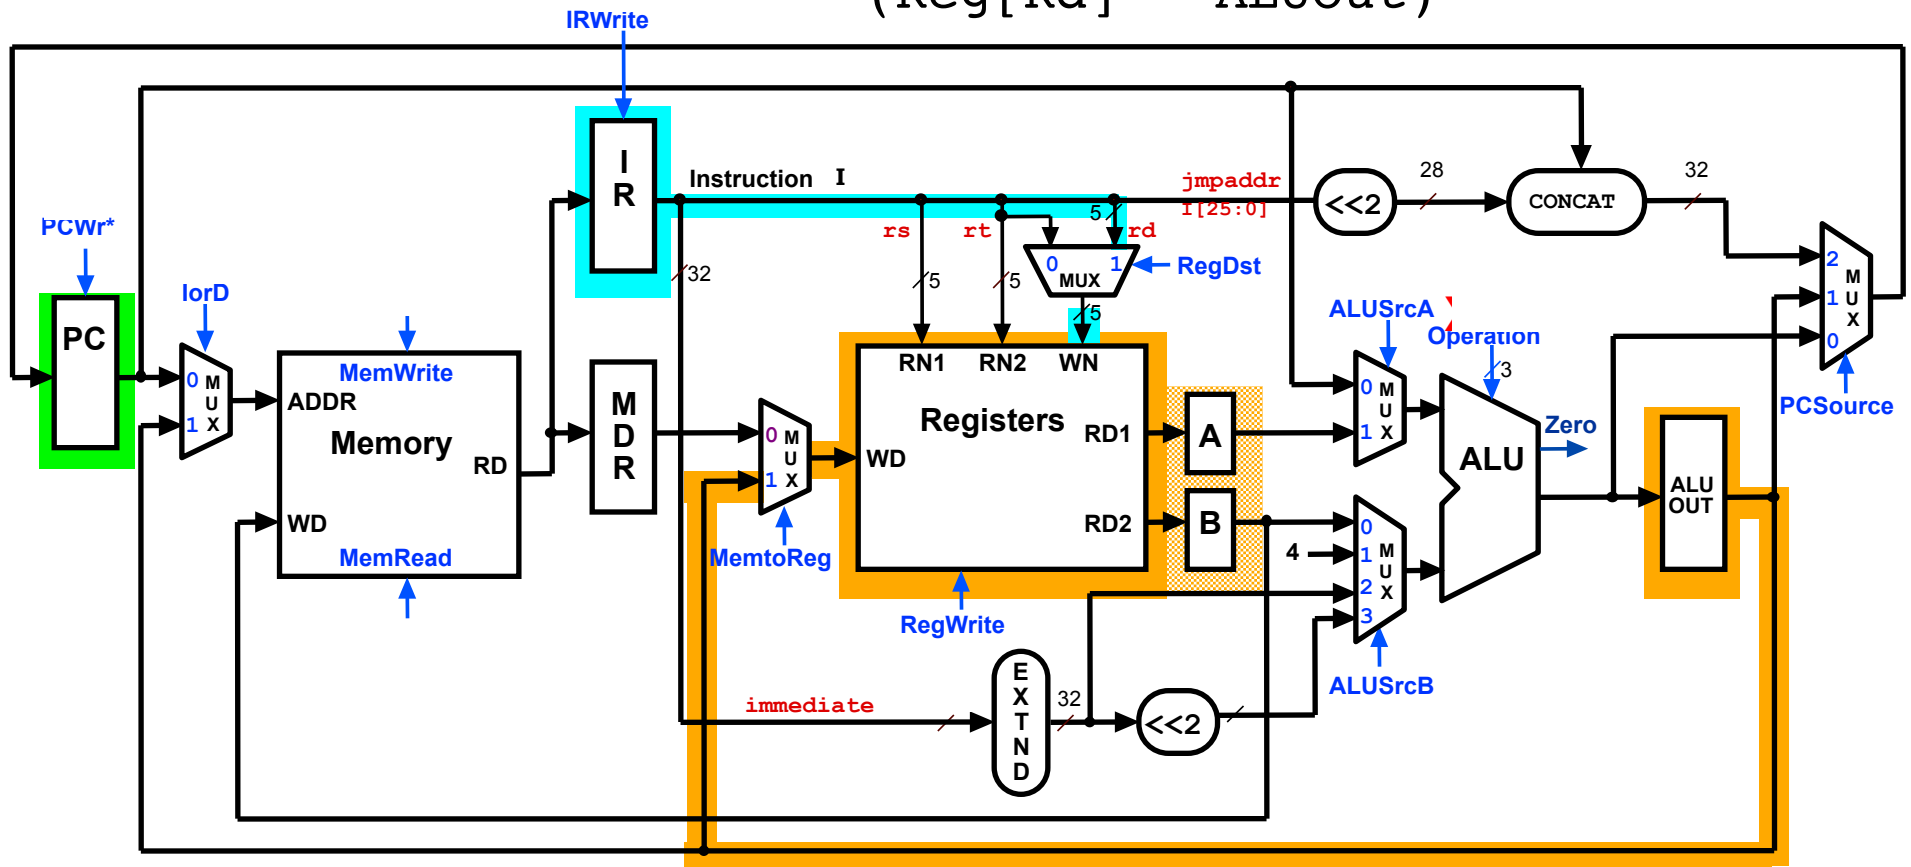 (Reg[Rd] = ALUOut)
IRWrite
I
R
Instruction I
jmpaddr
I[25:0]
28
32
<<2
CONCAT
5
rs
rt
rd
PCWr*
PC
IorD
32
5
5
0
1
MUX
RegDst
5
2
1
0
M
U
X
PCSource
ALUSrcA
Operation
3
0
1
M
U
X
MemWrite
ADDR
Memory
RD
WD
MemRead
0
1
M
U
X
M
D
R
0
1
M
U
X
MemtoReg
RN1
RN2
WN
Registers
RD1
WD
RD2
RegWrite
A
B
0
1
2
3
M
U
X
4
ALU
Zero
ALU
OUT
ALUSrcB
immediate
E
X
T
N
D
32
<<2